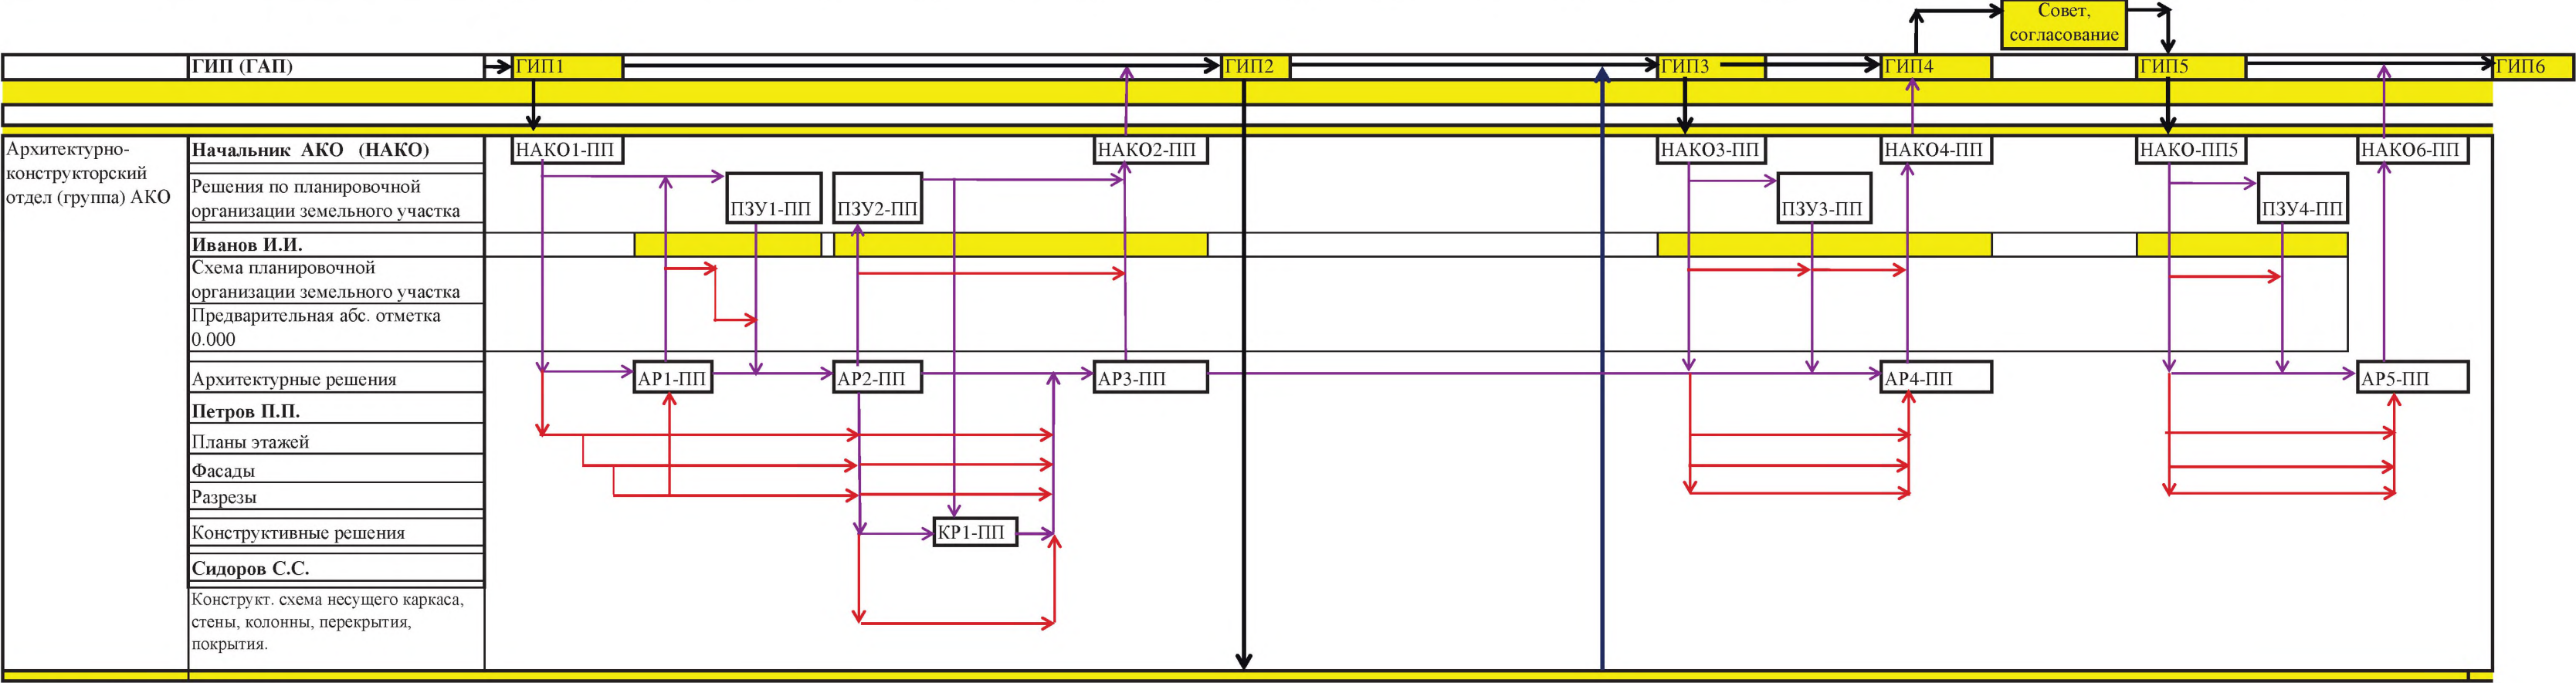 Совет,
согласование
ГИП (ГАП)
ГИП1
ГИП2
ГИП3
ГИП4
ГИП5
ГИП6
Архитектурно-
конструкторский
отдел (группа) АКО
Начальник АКО (НАКО)
НАКО1-ПП
НАКО2-ПП
НАКО3-ПП
НАКО4-ПП
НАКО-ПП5
НАКО6-ПП
Решения по планировочной
организации земельного участка
ПЗУ1-ПП
ПЗУ2-ПП
ПЗУ3-ПП
ПЗУ4-ПП
Иванов И.И.
Схема планировочной
организации земельного участка
Предварительная абс. отметка
0.000
Архитектурные решения
АР1-ПП
АР2-ПП
АР3-ПП
АР4-ПП
АР5-ПП
Петров П.П.
Планы этажей
Фасады
Разрезы
Конструктивные решения
КР1-ПП
Сидоров С.С.
Конструкт. схема несущего каркаса,
стены, колонны, перекрытия,
покрытия.